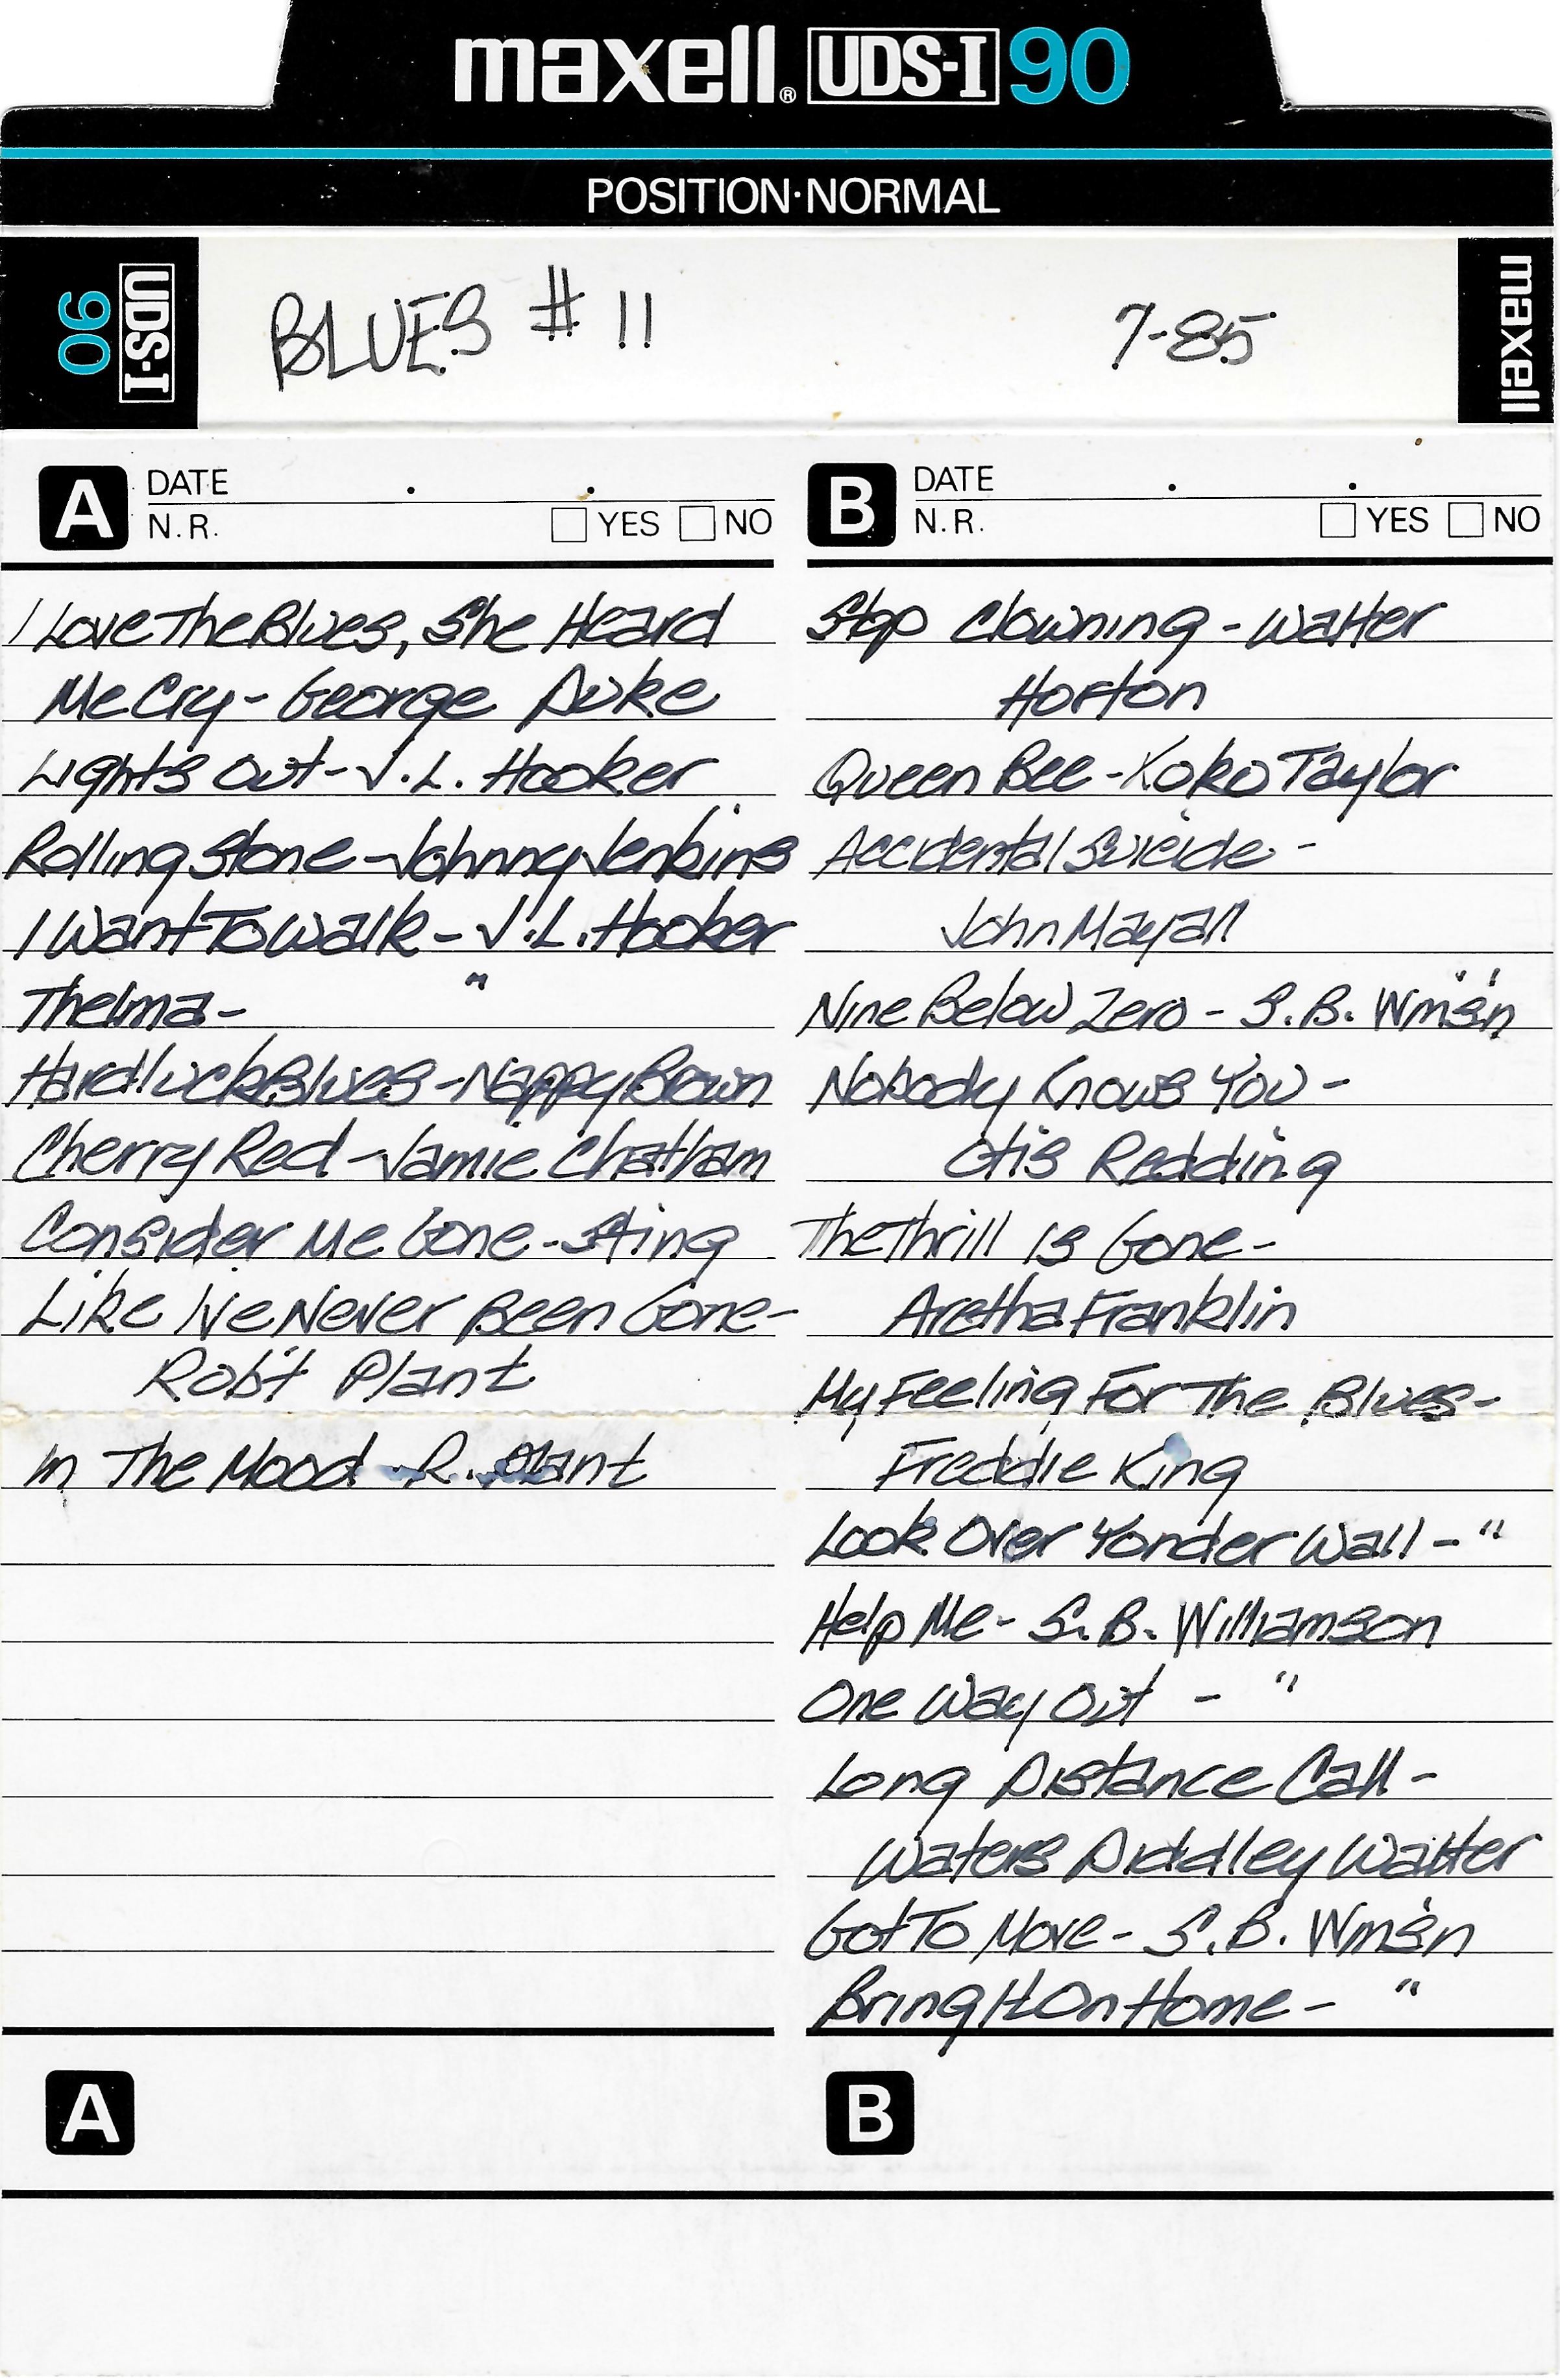 maxell® UDS-I 90
POSITION·NORMAL
UDS-I 90
BLUES # 11 7-85
maxell
A DATE . .
N.R. YES NO
I Love The Blues, She Heard
Me Cry - George Duke
Lights Out - J.L. Hooker
Rolling Stone - Johnny Jenkins
I Want To Walk - J.L. Hooker
Thelma - "
Hard Luck Blues - Nappy Brown
Cherry Red - Jamie Chatham
Consider Me Gone - Sting
Like I've Never Been Gone -
Rob't Plant
In The Mood - R. Plant
B DATE . .
N.R. YES NO
Stop Clowning - Walter
Horton
Queen Bee - Koko Taylor
Accidental Suicide -
John Mayall
Nine Below Zero - S.B. Wm's'n
Nobody Knows You -
Otis Redding
The Thrill Is Gone -
Aretha Franklin
My Feeling For The Blues -
Freddie King
Look Over Yonder Wall - "
Help Me - S.B. Williamson
One Way Out - "
Long Distance Call -
Waters Diddley Walter
Got To Move - S.B. Wms'n
Bring It On Home - "
A
B